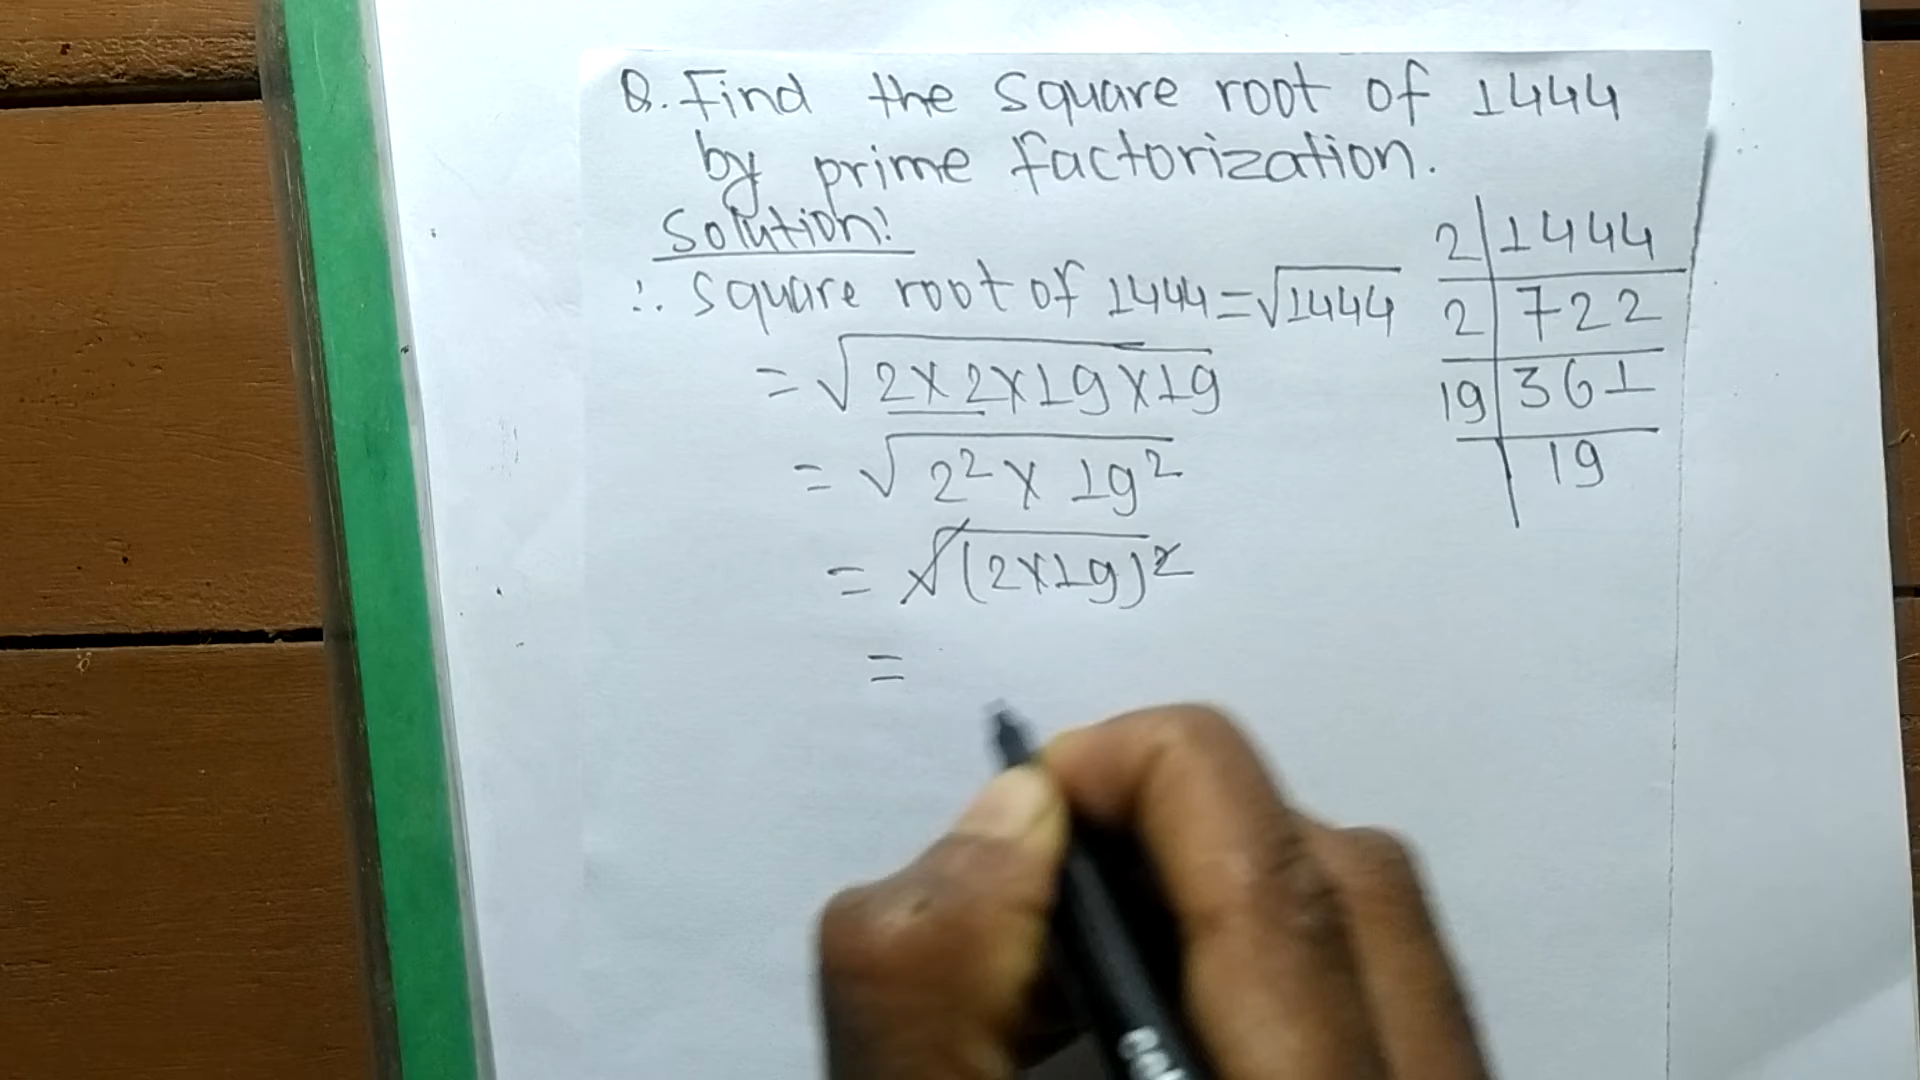 Q. Find the square root of 1444
by prime factorization.
Solution:
∴ square root of 1444 = √1444
= √2×2×19×19
= √2²×19²
= √(2×19)²
=
2|1444
2|722
19|361
|19